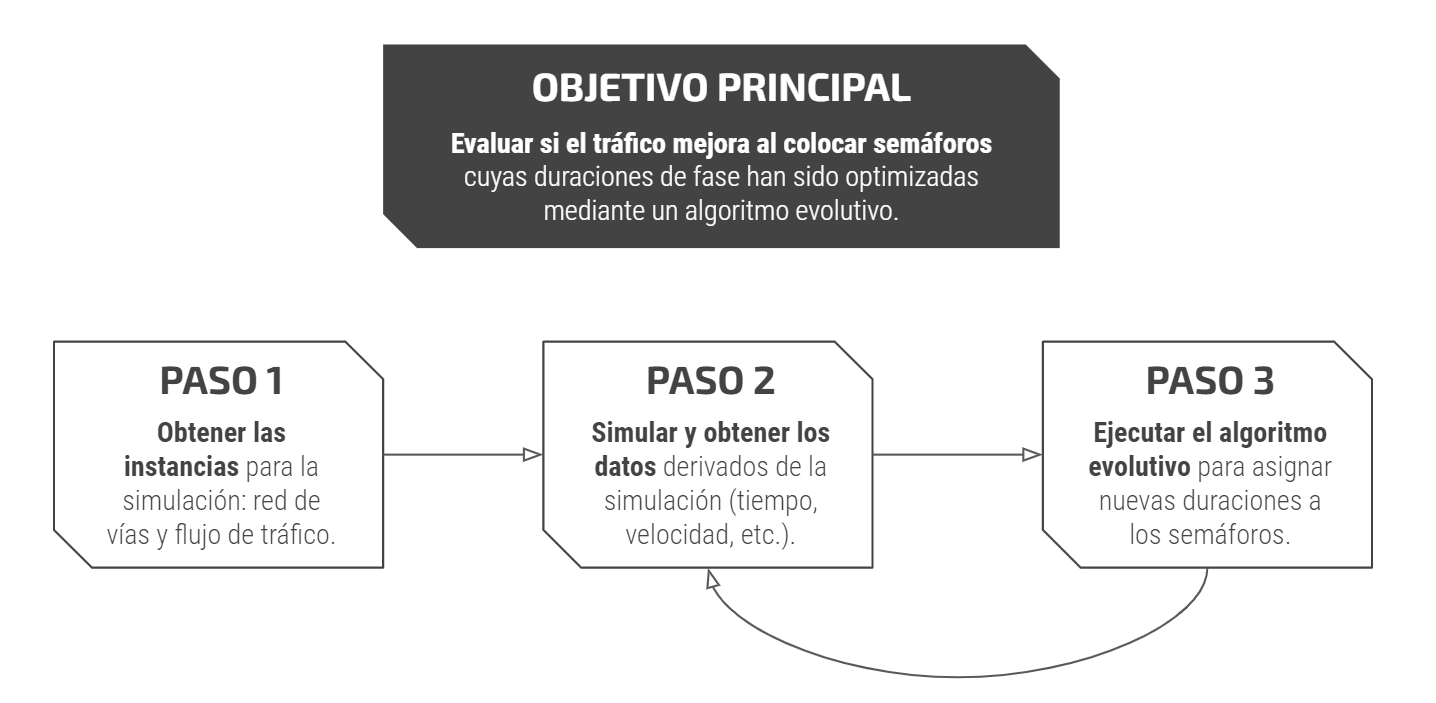 OBJETIVO PRINCIPAL
Evaluar si el tráfico mejora al colocar semáforos
cuyas duraciones de fase han sido optimizadas
mediante un algoritmo evolutivo.
PASO 1
Obtener las
instancias para la
simulación: red de
vías y flujo de tráfico.
PASO 2
Simular y obtener los
datos derivados de la
simulación (tiempo,
velocidad, etc.).
PASO 3
Ejecutar el algoritmo
evolutivo para asignar
nuevas duraciones a
los semáforos.